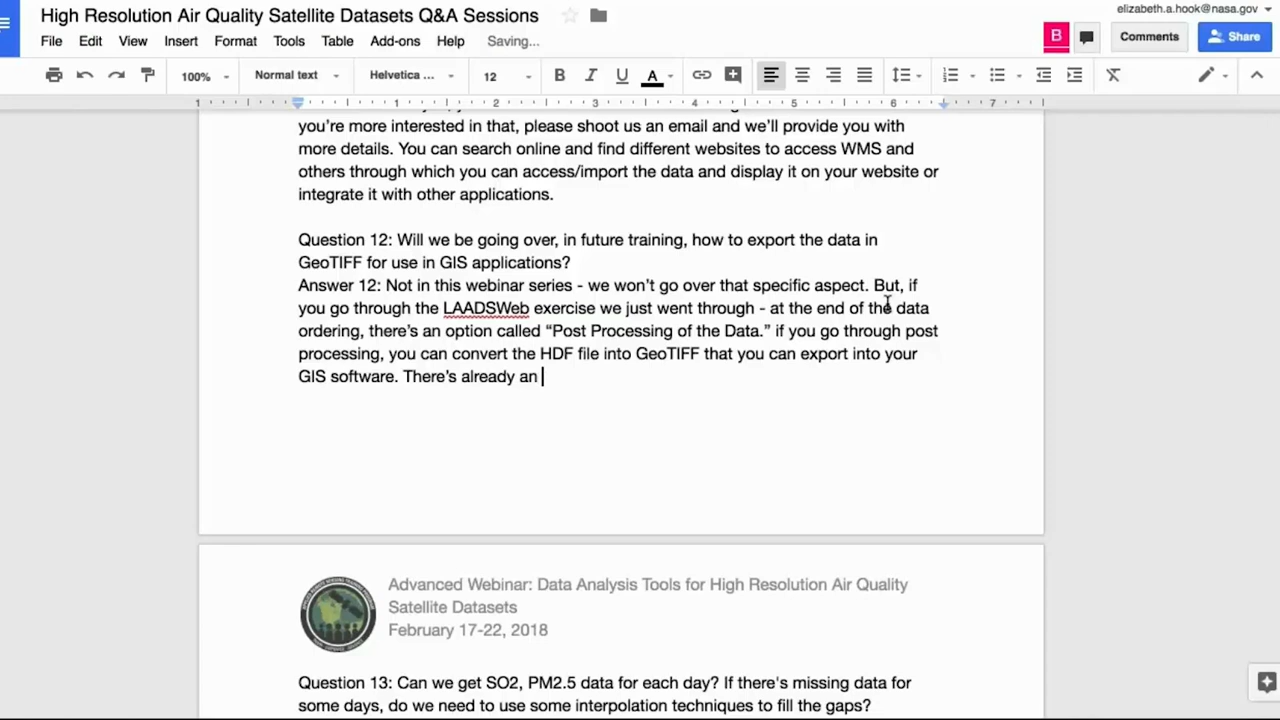 High Resolution Air Quality Satellite Datasets Q&A Sessions
elizabeth.a.hook@nasa.gov
File Edit View Insert Format Tools Table Add-ons Help Saving...
B
Comments
Share
100% Normal text Helvetica ... 12 B I U A
1 1 2 3 4 5 6 7
you're more interested in that, please shoot us an email and we'll provide you with
more details. You can search online and find different websites to access WMS and
others through which you can access/import the data and display it on your website or
integrate it with other applications.
Question 12: Will we be going over, in future training, how to export the data in
GeoTIFF for use in GIS applications?
Answer 12: Not in this webinar series - we won't go over that specific aspect. But, if
you go through the LAADSWeb exercise we just went through - at the end of the data
ordering, there's an option called “Post Processing of the Data.” if you go through post
processing, you can convert the HDF file into GeoTIFF that you can export into your
GIS software. There's already an
Advanced Webinar: Data Analysis Tools for High Resolution Air Quality
Satellite Datasets
February 17-22, 2018
Question 13: Can we get SO2, PM2.5 data for each day? If there's missing data for
some days, do we need to use some interpolation techniques to fill the gaps?